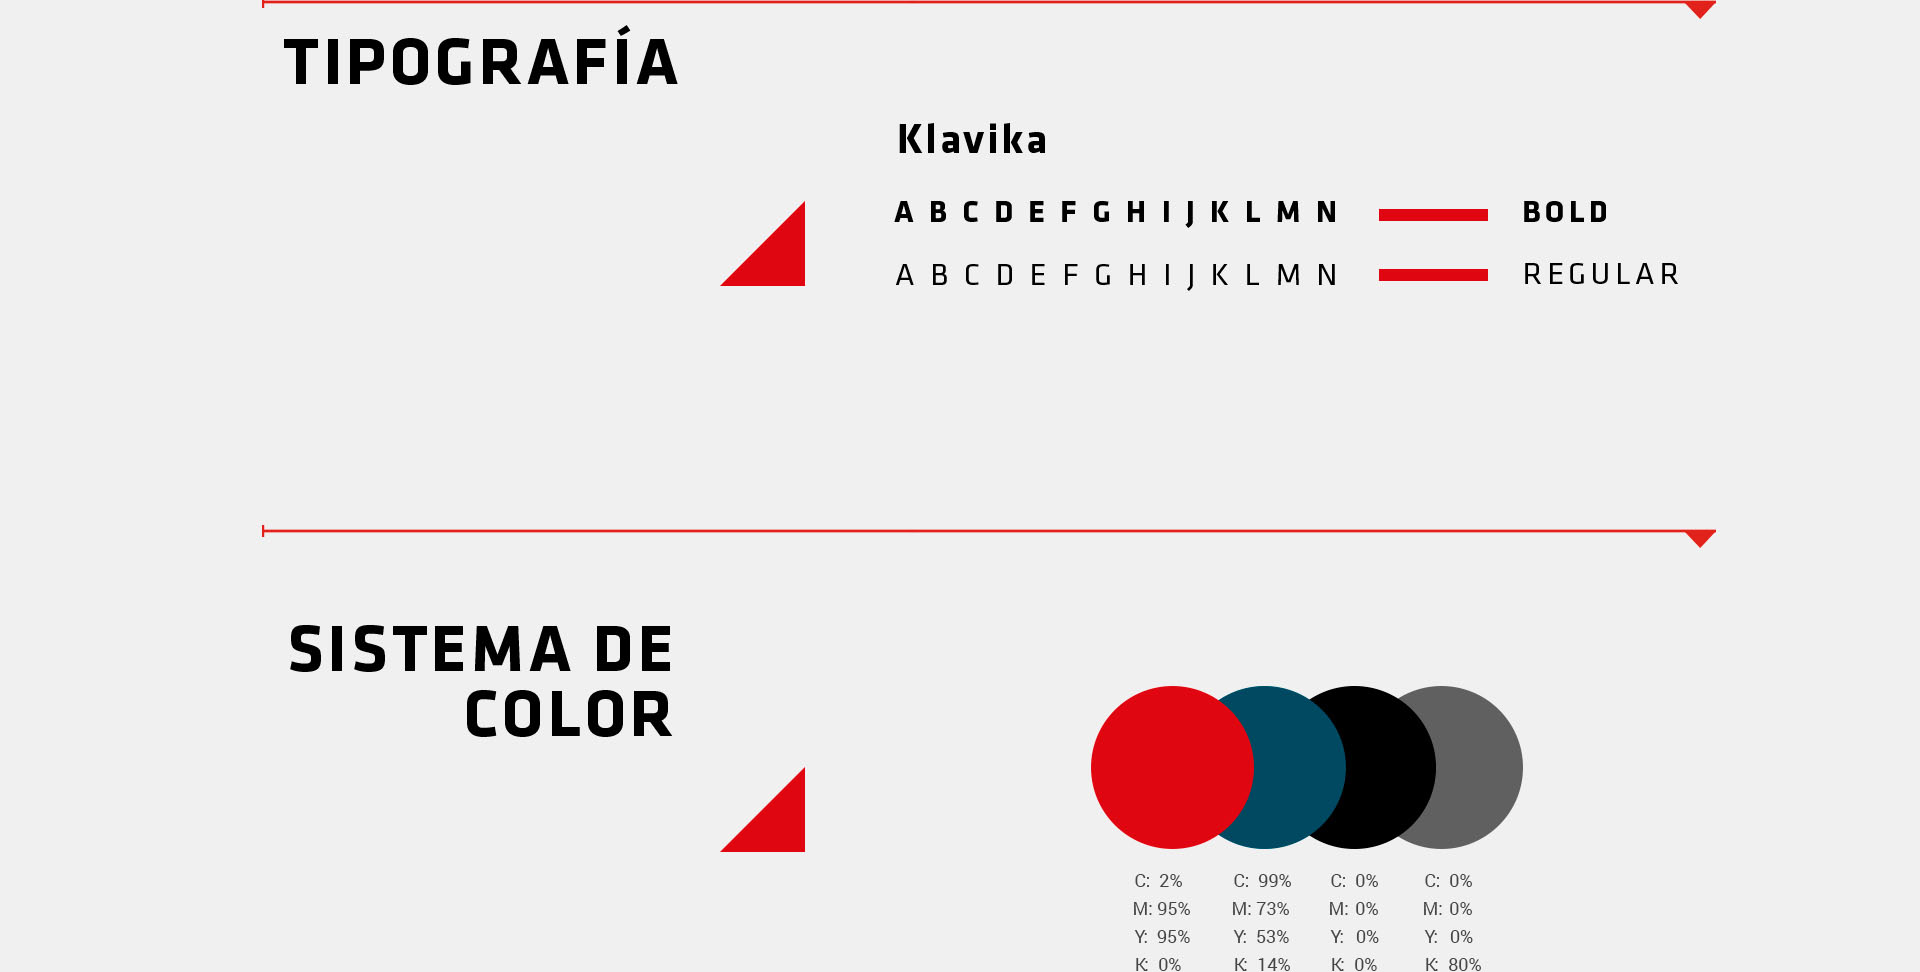 TIPOGRAFÍA
Klavika
A B C D E F G H I J K L M N BOLD
A B C D E F G H I J K L M N REGULAR
SISTEMA DE
COLOR
C: 2% C: 99% C: 0% C: 0%
M: 95% M: 73% M: 0% M: 0%
Y: 95% Y: 53% Y: 0% Y: 0%
K: 0% K: 14% K: 0% K: 80%